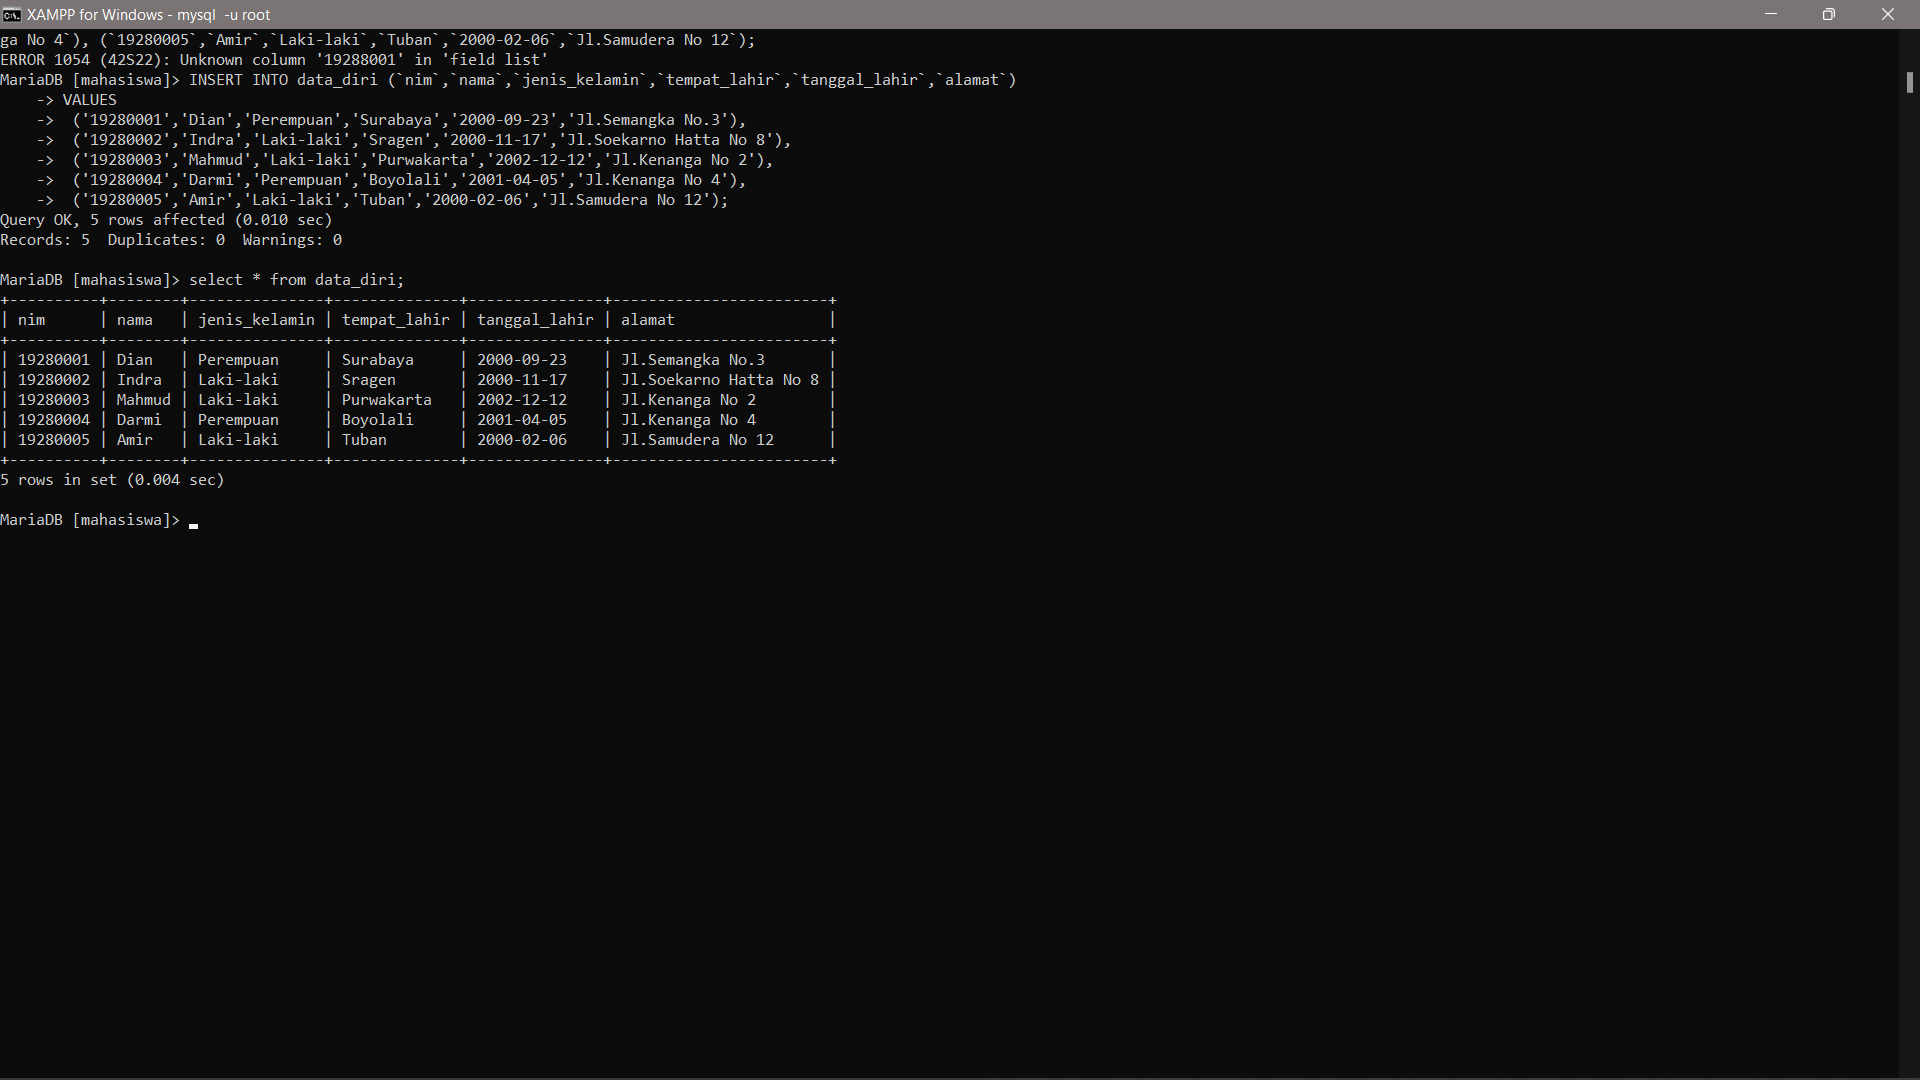 XAMPP for Windows - mysql  -u root
ga No 4`), (`19280005`,`Amir`,`Laki-laki`,`Tuban`,`2000-02-06`,`Jl.Samudera No 12`);
ERROR 1054 (42S22): Unknown column '19288001' in 'field list'
MariaDB [mahasiswa]> INSERT INTO data_diri (`nim`,`nama`,`jenis_kelamin`,`tempat_lahir`,`tanggal_lahir`,`alamat`)
    -> VALUES
    ->  ('19280001','Dian','Perempuan','Surabaya','2000-09-23','Jl.Semangka No.3'),
    ->  ('19280002','Indra','Laki-laki','Sragen','2000-11-17','Jl.Soekarno Hatta No 8'),
    ->  ('19280003','Mahmud','Laki-laki','Purwakarta','2002-12-12','Jl.Kenanga No 2'),
    ->  ('19280004','Darmi','Perempuan','Boyolali','2001-04-05','Jl.Kenanga No 4'),
    ->  ('19280005','Amir','Laki-laki','Tuban','2000-02-06','Jl.Samudera No 12');
Query OK, 5 rows affected (0.010 sec)
Records: 5  Duplicates: 0  Warnings: 0
MariaDB [mahasiswa]> select * from data_diri;
+----------+--------+---------------+--------------+---------------+------------------------+
| nim      | nama   | jenis_kelamin | tempat_lahir | tanggal_lahir | alamat                 |
+----------+--------+---------------+--------------+---------------+------------------------+
| 19280001 | Dian   | Perempuan     | Surabaya     | 2000-09-23    | Jl.Semangka No.3       |
| 19280002 | Indra  | Laki-laki     | Sragen       | 2000-11-17    | Jl.Soekarno Hatta No 8 |
| 19280003 | Mahmud | Laki-laki     | Purwakarta   | 2002-12-12    | Jl.Kenanga No 2        |
| 19280004 | Darmi  | Perempuan     | Boyolali     | 2001-04-05    | Jl.Kenanga No 4        |
| 19280005 | Amir   | Laki-laki     | Tuban        | 2000-02-06    | Jl.Samudera No 12      |
+----------+--------+---------------+--------------+---------------+------------------------+
5 rows in set (0.004 sec)
MariaDB [mahasiswa]> _